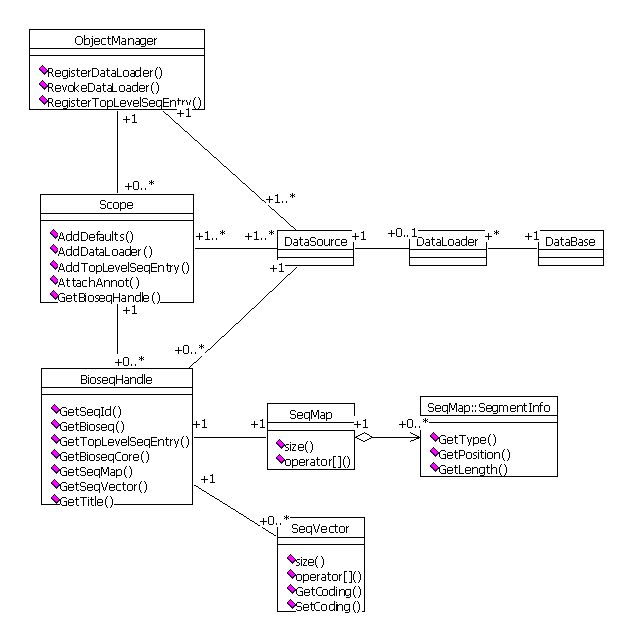 ObjectManager
RegisterDataLoader()
RevokeDataLoader()
RegisterTopLevelSeqEntry()
+1
+1
+0..*
+1..*
Scope
AddDefaults()
AddDataLoader()
AddTopLevelSeqEntry()
AttachAnnot()
GetBioseqHandle()
+1..*
+1..*
DataSource
+1
+0..1
DataLoader
+*
+1
DataBase
+1
+1
+0..*
+0..*
BioseqHandle
GetSeqId()
GetBioseq()
GetTopLevelSeqEntry()
GetBioseqCore()
GetSeqMap()
GetSeqVector()
GetTitle()
+1
+1
SeqMap
size()
operator[]()
+1
+0..*
SeqMap::SegmentInfo
GetType()
GetPosition()
GetLength()
+1
+0..*
SeqVector
size()
operator[]()
GetCoding()
SetCoding()